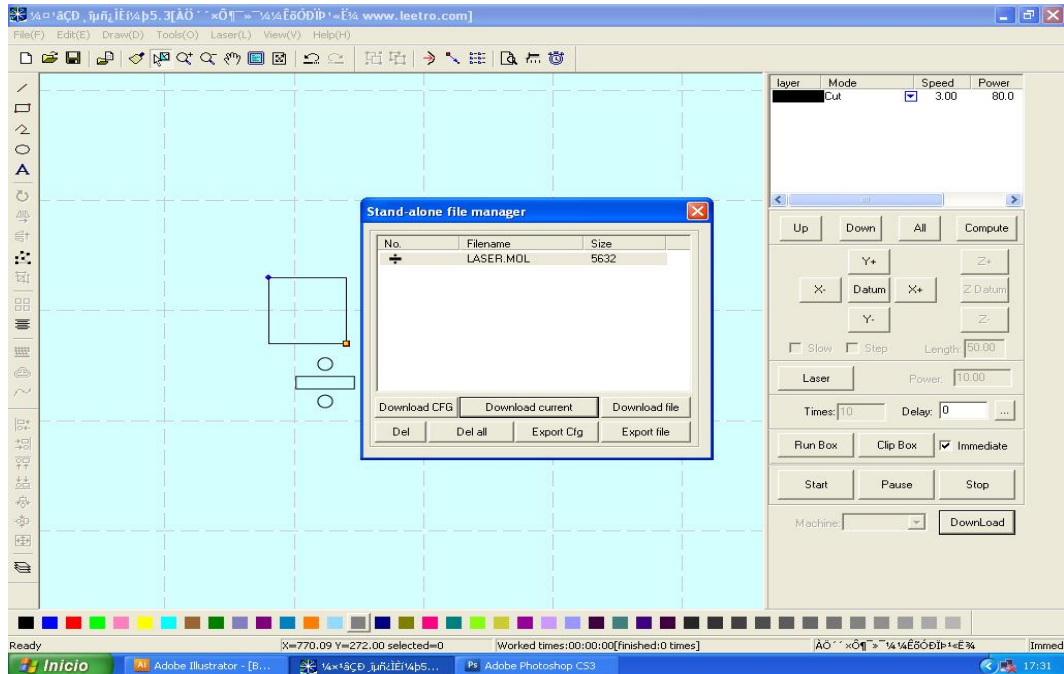 www.leetro.com]
File(F) Edit(E) Draw(D) Tools(O) Laser(L) View(V) Help(H)
layer Mode Speed Power
Cut 3.00 80.0
Stand-alone file manager
No. Filename Size
÷ LASER.MOL 5632
Download CFG Download current Download file
Del Del all Export Cfg Export file
Up Down All Compute
Y+ Z+
X- Datum X+ Z Datum
Y- Z-
Slow Step Length: 50.00
Laser Power: 10.00
Times: 10 Delay: 0 ...
Run Box Clip Box Immediate
Start Pause Stop
Machine: DownLoad
A
Ready X=770.09 Y=272.00 selected=0 Worked times:00:00:00[finished:0 times] Immed
Inicio Ai Adobe Illustrator - [B... Ps Adobe Photoshop CS3 17:31